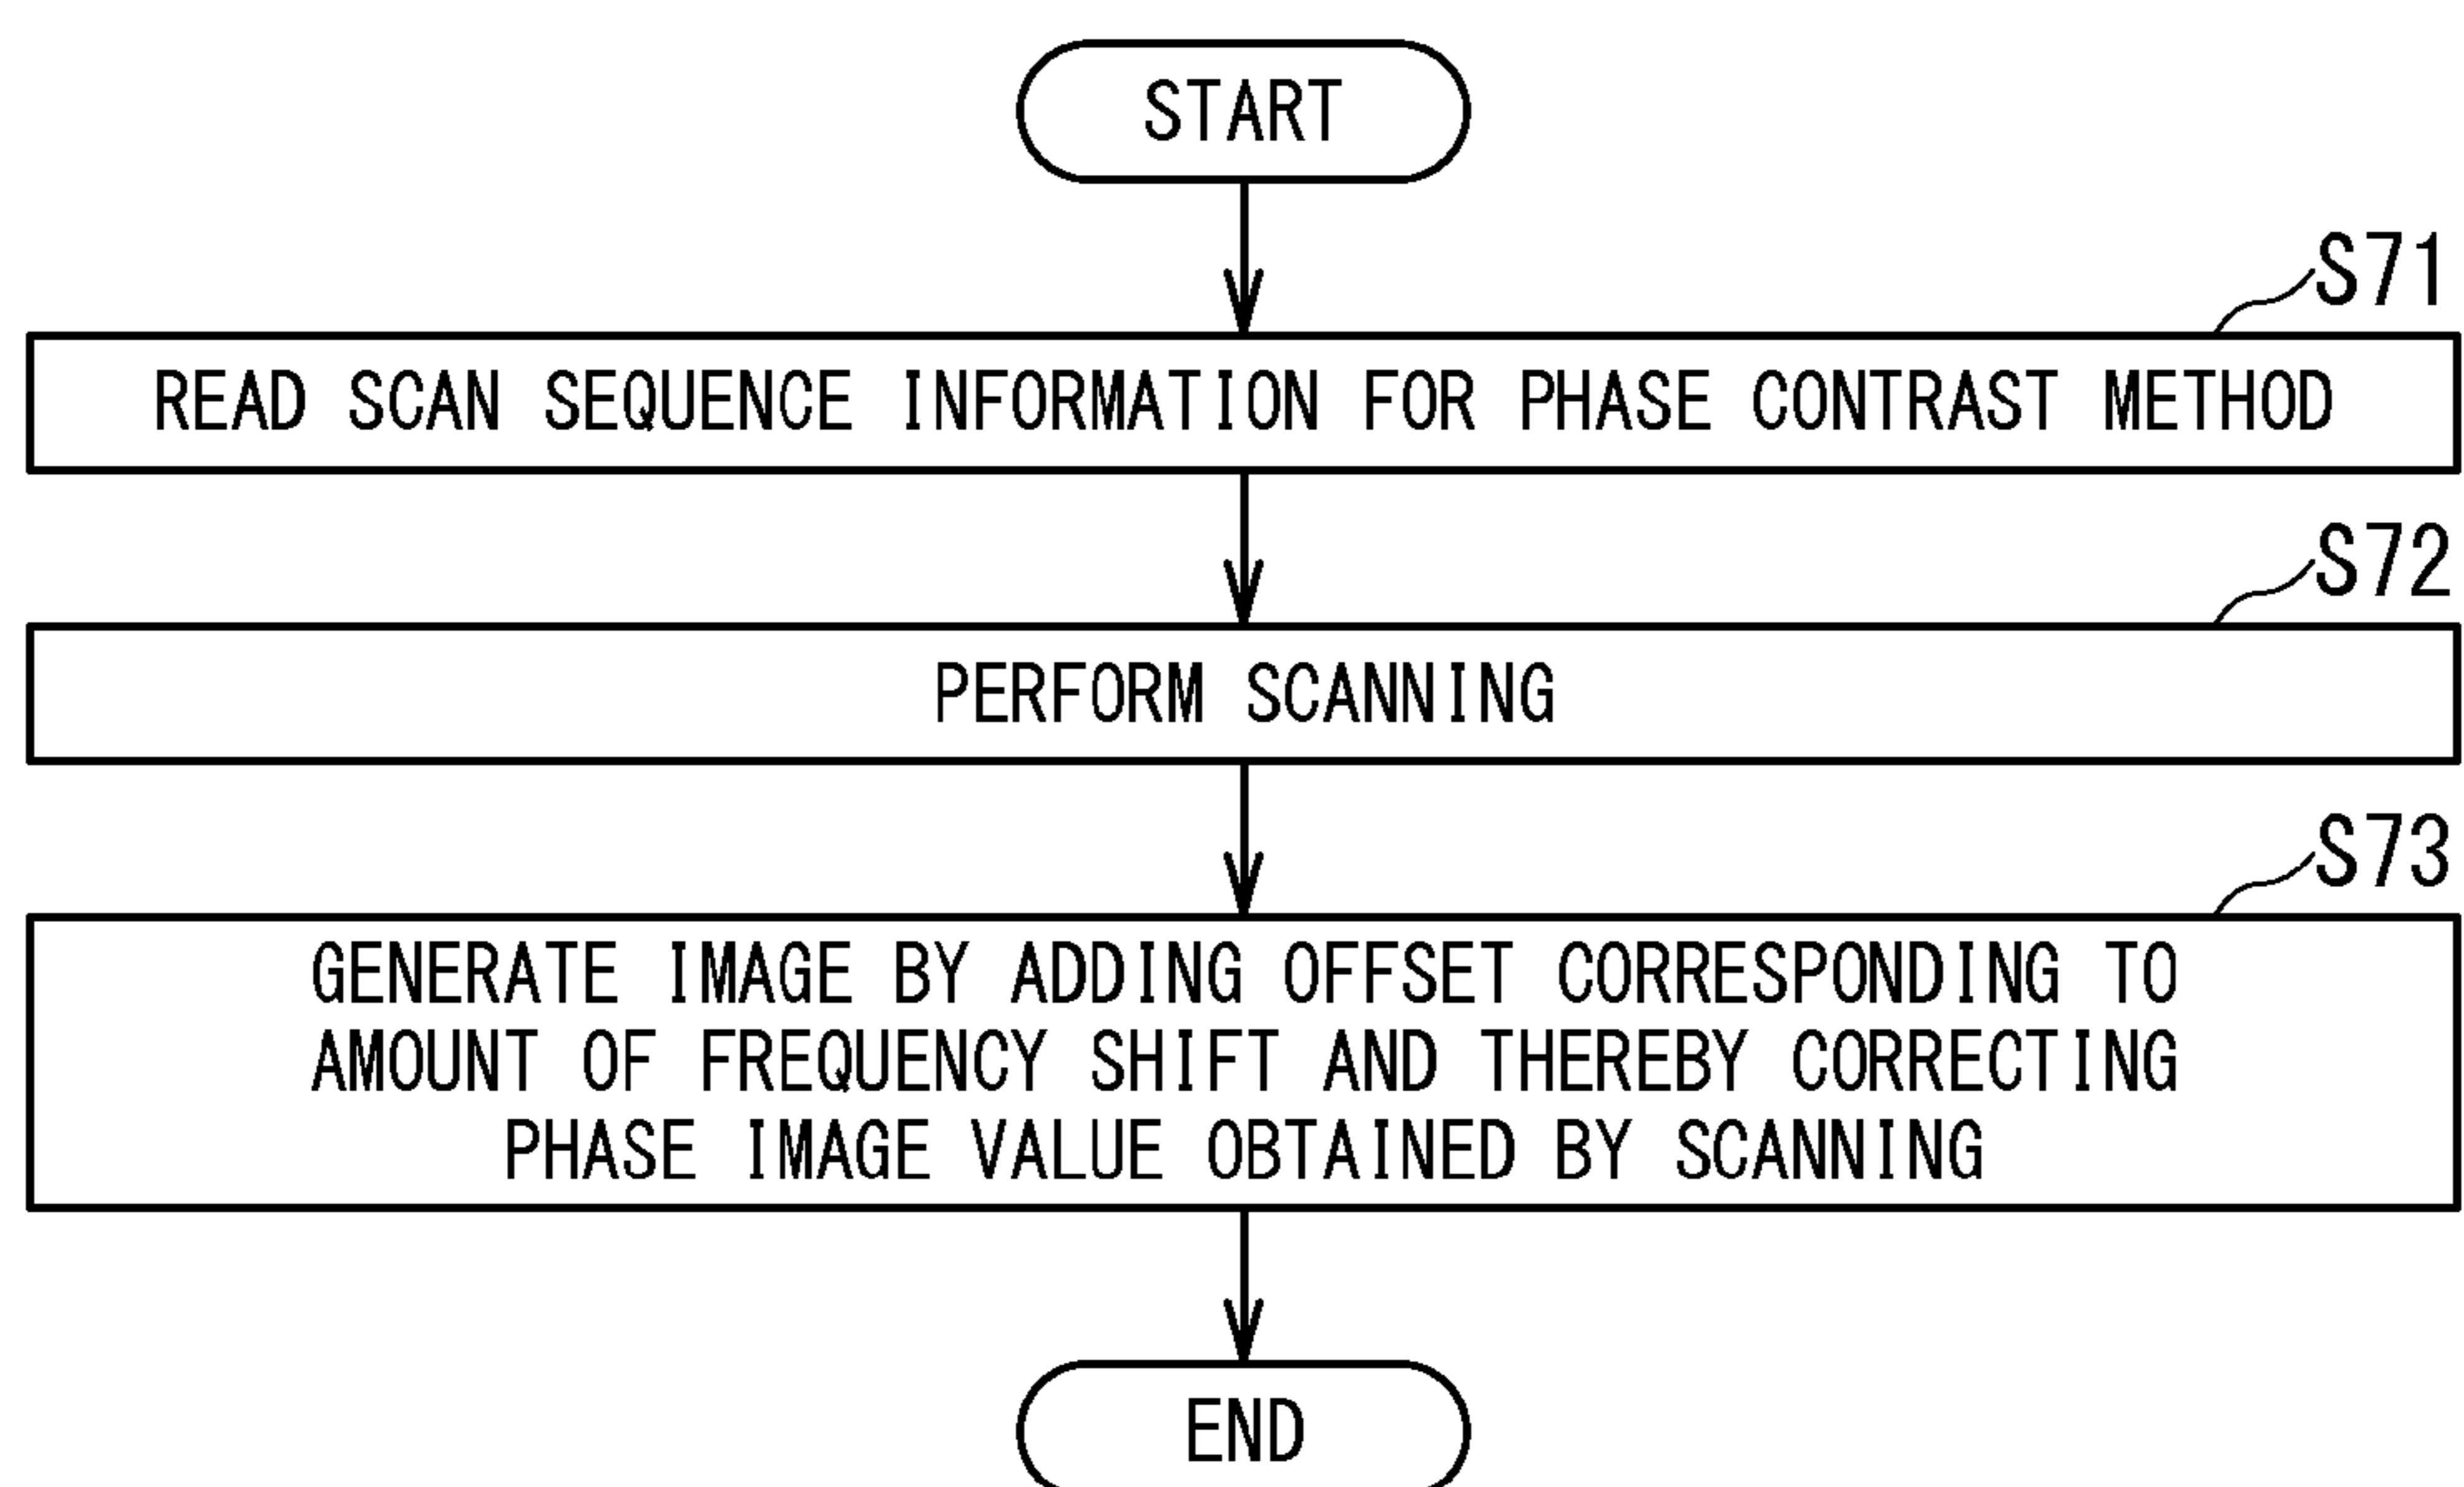 START
S71
READ SCAN SEQUENCE INFORMATION FOR PHASE CONTRAST METHOD
S72
PERFORM SCANNING
S73
GENERATE IMAGE BY ADDING OFFSET CORRESPONDING TO
AMOUNT OF FREQUENCY SHIFT AND THEREBY CORRECTING
PHASE IMAGE VALUE OBTAINED BY SCANNING
END